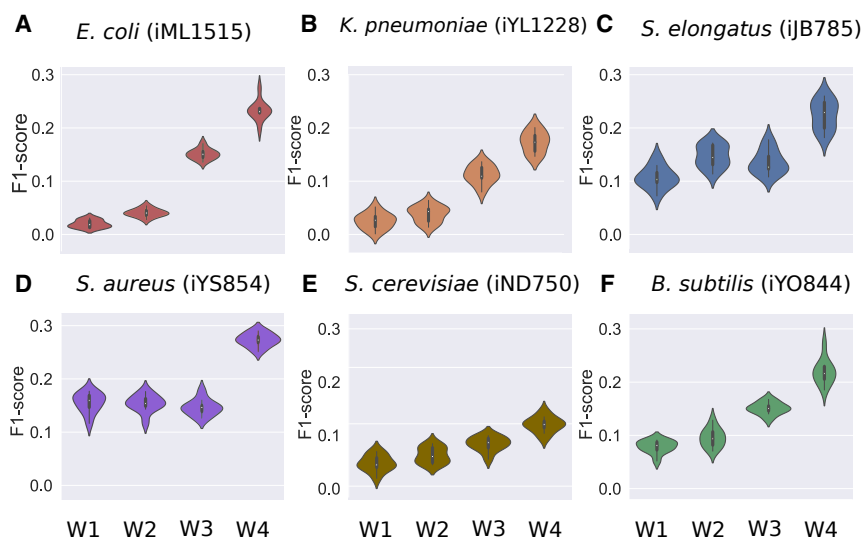 A E. coli (iML1515)
F1-score
0.3
0.2
0.1
0.0
B K. pneumoniae (iYL1228)
F1-score
0.3
0.2
0.1
0.0
C S. elongatus (iJB785)
F1-score
0.3
0.2
0.1
0.0
D S. aureus (iYS854)
F1-score
0.3
0.2
0.1
0.0
W1 W2 W3 W4
E S. cerevisiae (iND750)
F1-score
0.3
0.2
0.1
0.0
W1 W2 W3 W4
F B. subtilis (iYO844)
F1-score
0.3
0.2
0.1
0.0
W1 W2 W3 W4